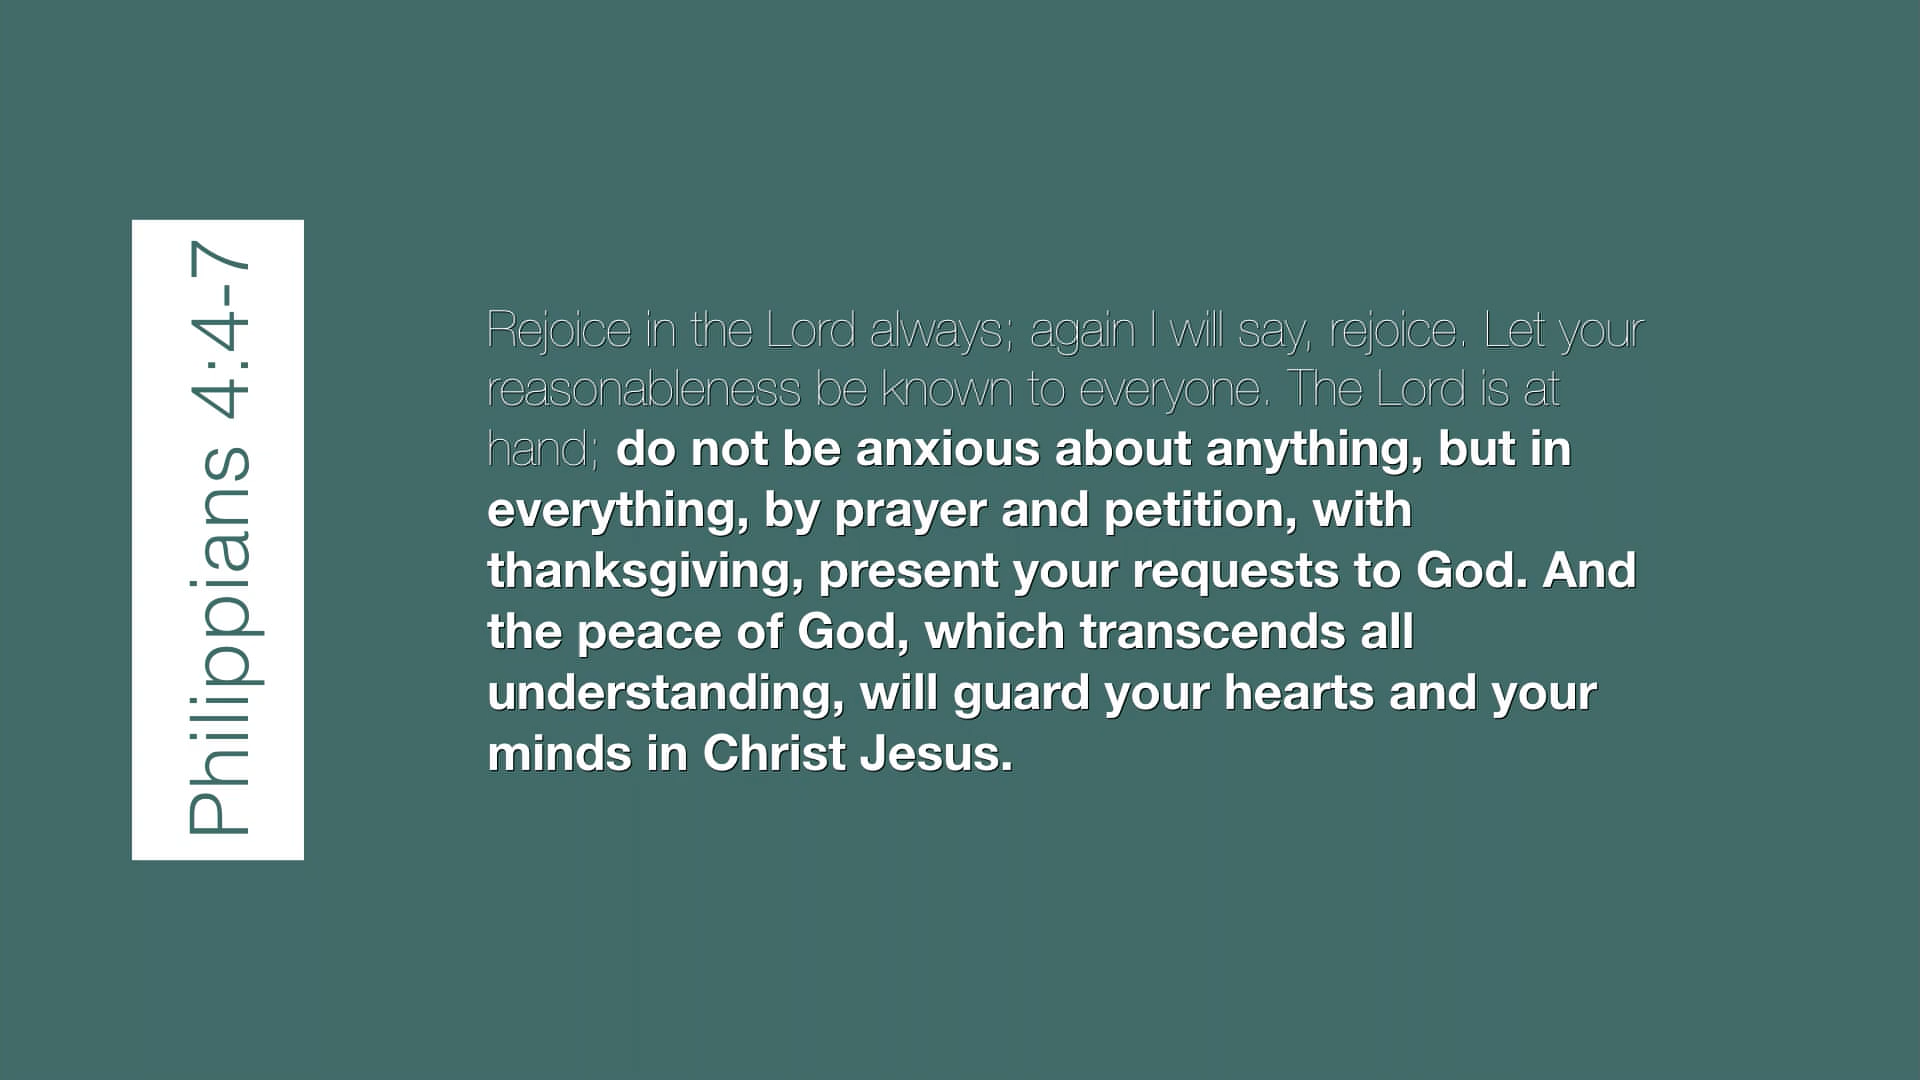 Philippians 4:4-7
Rejoice in the Lord always; again I will say, rejoice. Let your
reasonableness be known to everyone. The Lord is at
hand; do not be anxious about anything, but in
everything, by prayer and petition, with
thanksgiving, present your requests to God. And
the peace of God, which transcends all
understanding, will guard your hearts and your
minds in Christ Jesus.